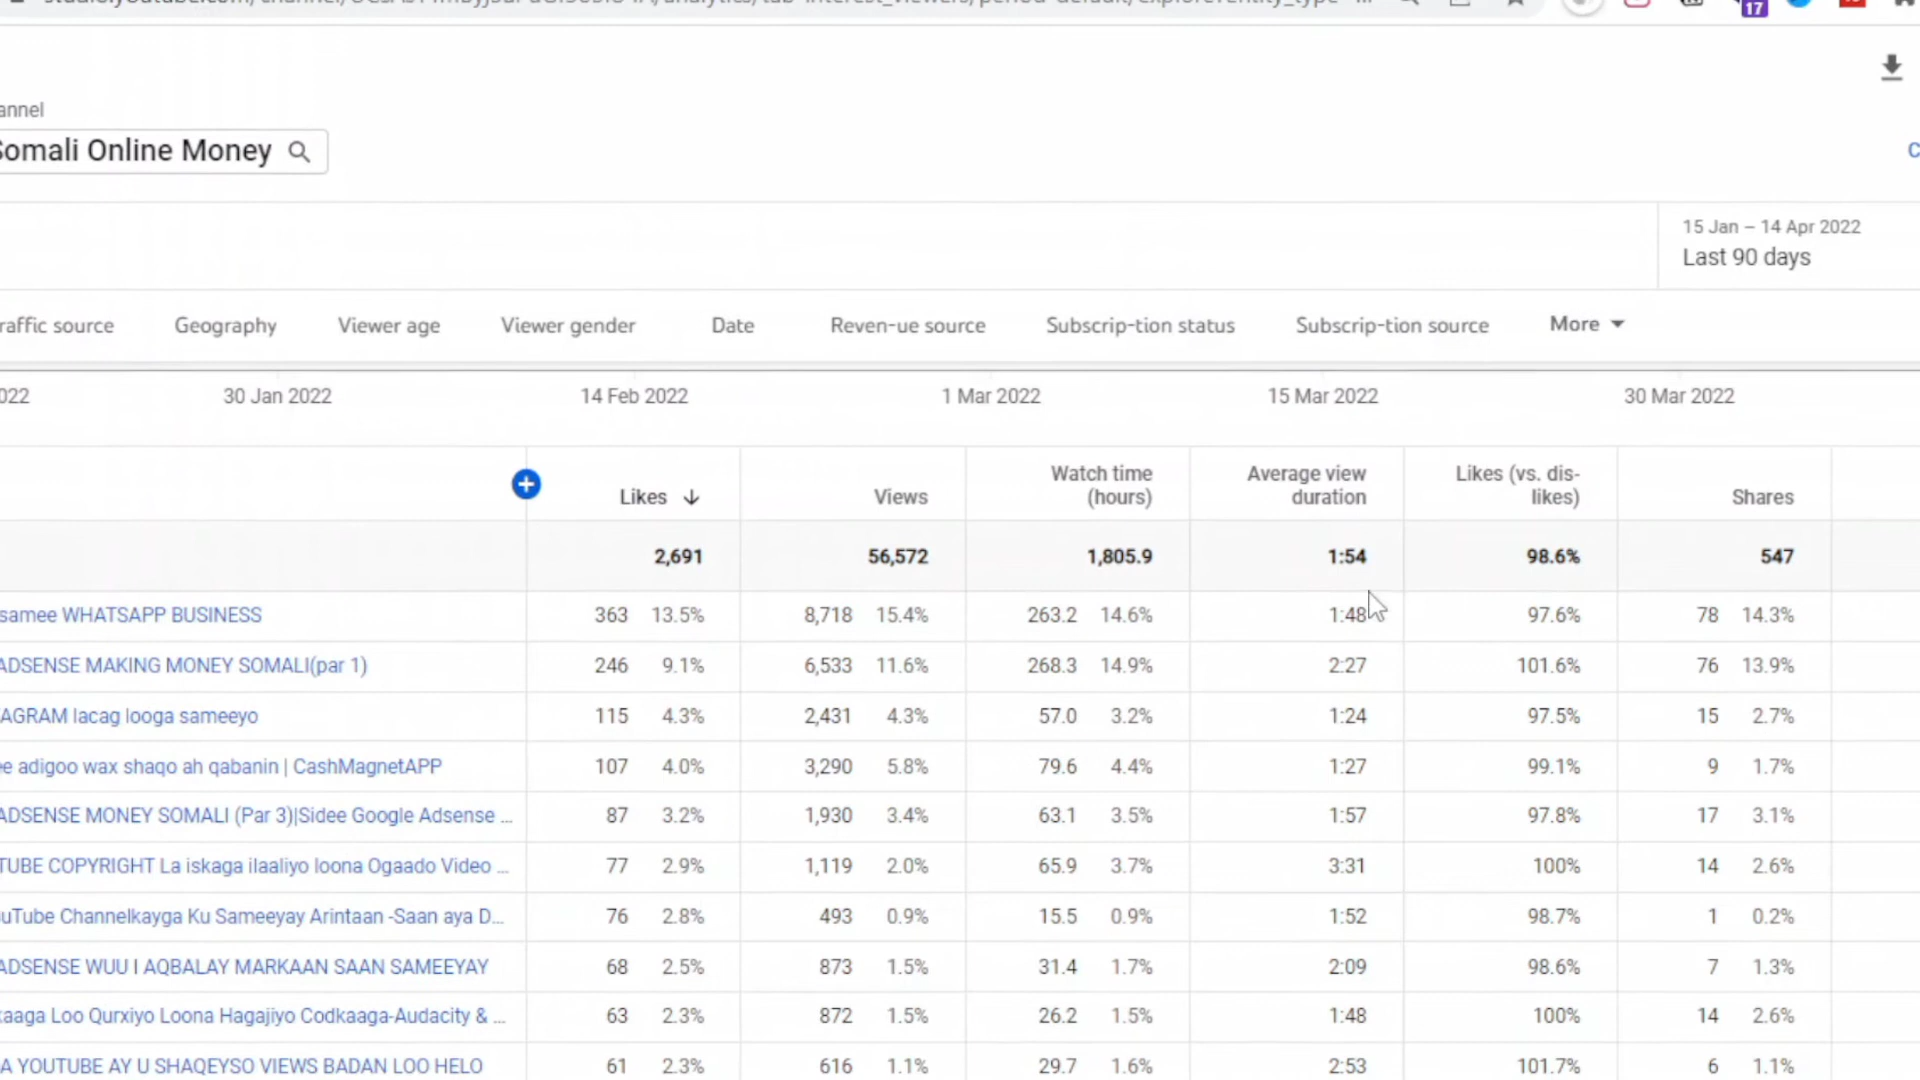 17
annel
Somali Online Money
15 Jan – 14 Apr 2022
Last 90 days
raffic source Geography Viewer age Viewer gender Date Reven-ue source Subscrip-tion status Subscrip-tion source More
022 30 Jan 2022 14 Feb 2022 1 Mar 2022 15 Mar 2022 30 Mar 2022
Likes Views Watch time (hours) Average view duration Likes (vs. dis-likes) Shares
2,691 56,572 1,805.9 1:54 98.6% 547
samee WHATSAPP BUSINESS 363 13.5% 8,718 15.4% 263.2 14.6% 1:48 97.6% 78 14.3%
ADSENSE MAKING MONEY SOMALI(par 1) 246 9.1% 6,533 11.6% 268.3 14.9% 2:27 101.6% 76 13.9%
AGRAM lacag looga sameeyo 115 4.3% 2,431 4.3% 57.0 3.2% 1:24 97.5% 15 2.7%
ee adigoo wax shaqo ah qabanin | CashMagnetAPP 107 4.0% 3,290 5.8% 79.6 4.4% 1:27 99.1% 9 1.7%
ADSENSE MONEY SOMALI (Par 3)|Sidee Google Adsense ... 87 3.2% 1,930 3.4% 63.1 3.5% 1:57 97.8% 17 3.1%
TUBE COPYRIGHT La iskaga ilaaliyo loona Ogaado Video ... 77 2.9% 1,119 2.0% 65.9 3.7% 3:31 100% 14 2.6%
uTube Channelkayga Ku Sameeyay Arintaan -Saan aya D... 76 2.8% 493 0.9% 15.5 0.9% 1:52 98.7% 1 0.2%
ADSENSE WUU I AQBALAY MARKAAN SAAN SAMEEYAY 68 2.5% 873 1.5% 31.4 1.7% 2:09 98.6% 7 1.3%
kaaga Loo Qurxiyo Loona Hagajiyo Codkaaga-Audacity & ... 63 2.3% 872 1.5% 26.2 1.5% 1:48 100% 14 2.6%
A YOUTUBE AY U SHAQEYSO VIEWS BADAN LOO HELO 61 2.3% 616 1.1% 29.7 1.6% 2:53 101.7% 6 1.1%